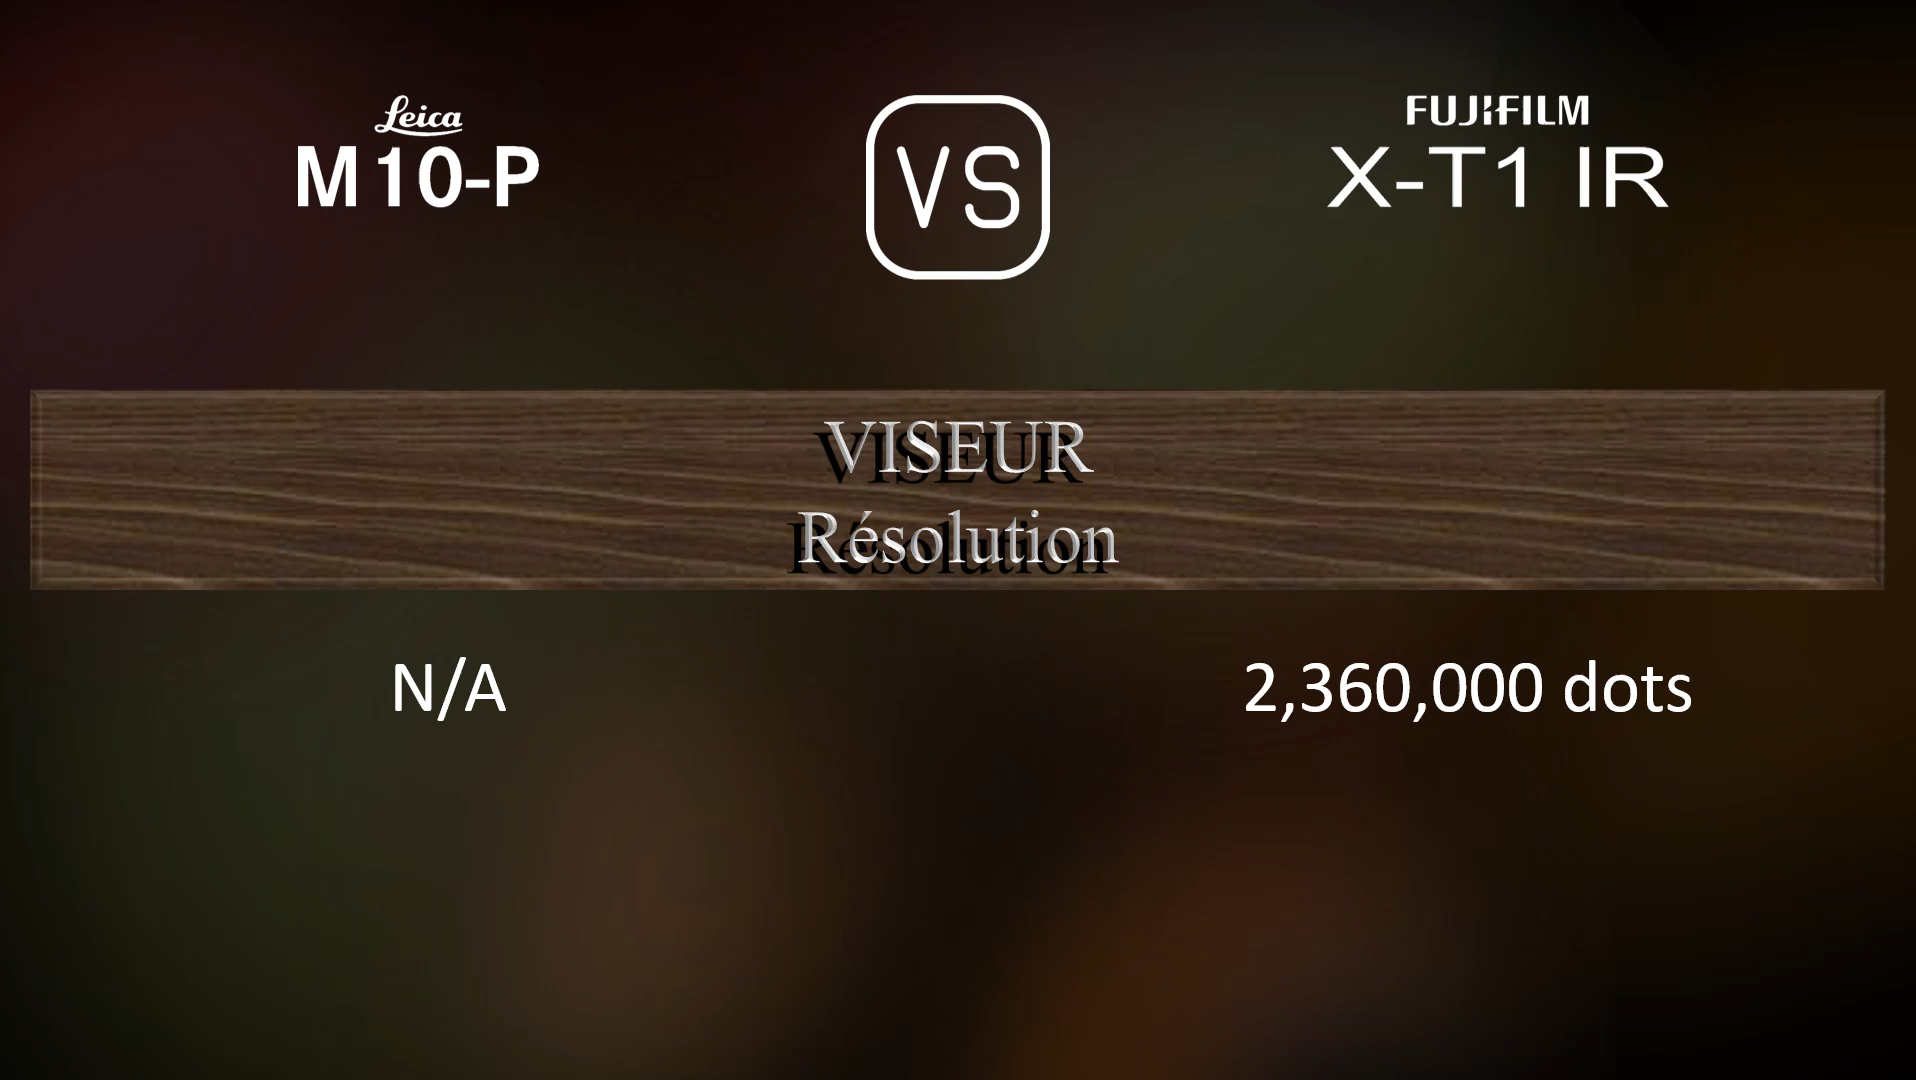 Leica
M10-P
VS
FUJIFILM
X-T1 IR
VISEUR
Résolution
N/A
2,360,000 dots